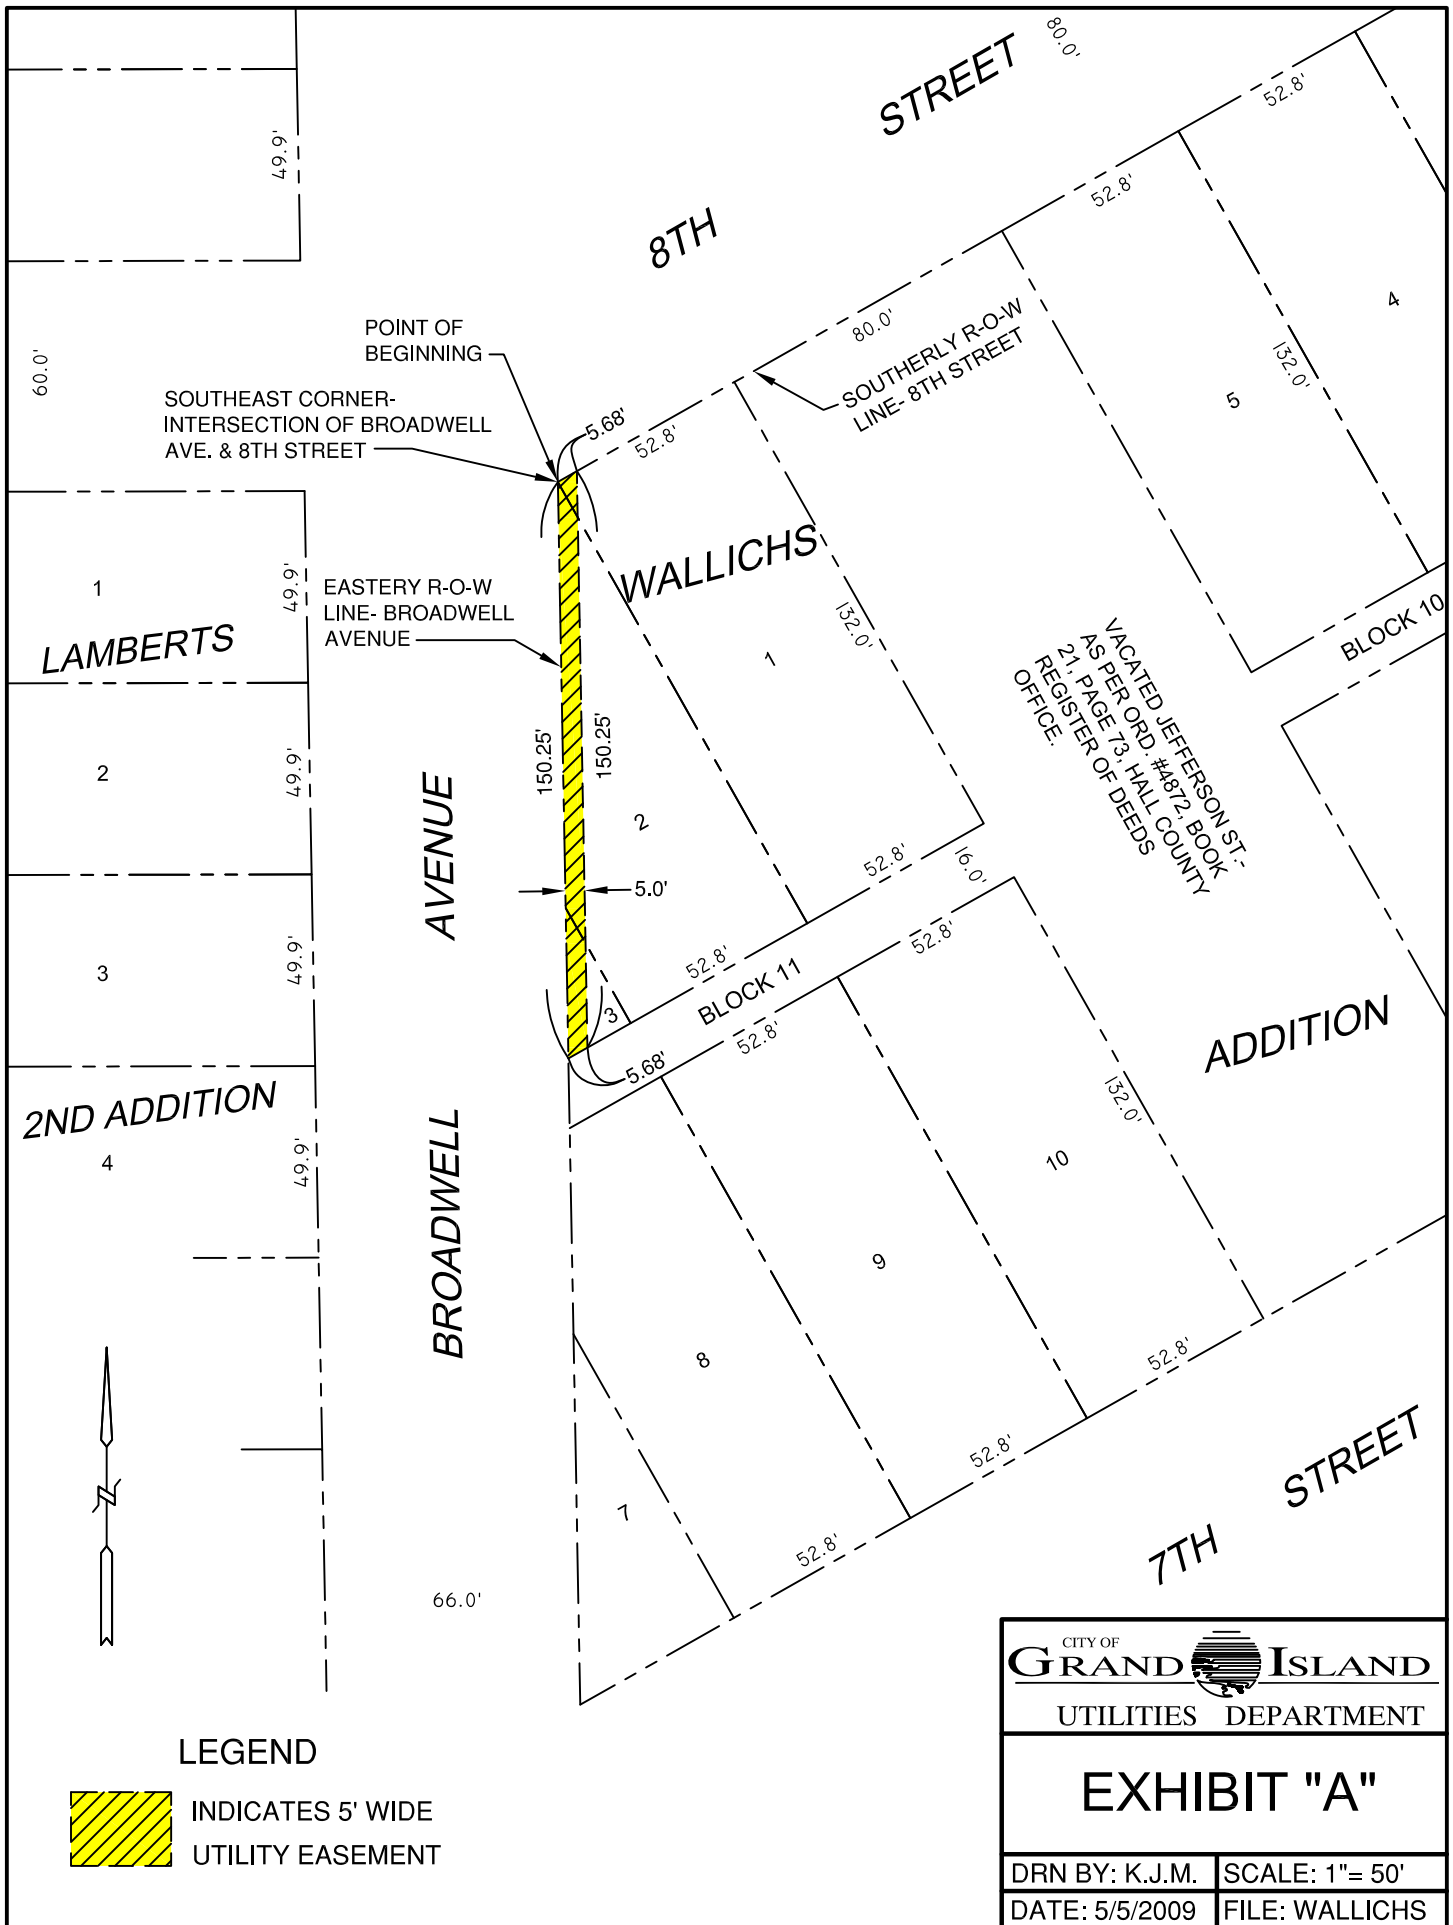 80.0'
STREET
52.8'
49.9'
52.8'
8TH
4
80.0'
SOUTHERLY R-O-W
LINE- 8TH STREET
POINT OF
BEGINNING
60.0'
132.0'
SOUTHEAST CORNER-
INTERSECTION OF BROADWELL
AVE. & 8TH STREET
5
5.68'
52.8'
WALLICHS
1
49.9'
EASTERY R-O-W
LINE- BROADWELL
AVENUE
LAMBERTS
132.0'
1
BLOCK 10
VACATED JEFFERSON ST.-
AS PER ORD. #4872, BOOK
21, PAGE 73, HALL COUNTY
REGISTER OF DEEDS
OFFICE.
150.25'
150.25'
2
49.9'
2
AVENUE
5.0'
52.8'
16.0'
3
49.9'
52.8'
52.8'
BLOCK 11
3
52.8'
5.68'
ADDITION
2ND ADDITION
132.0'
4
49.9'
10
BROADWELL
9
8
52.8'
52.8'
7
52.8'
STREET
7TH
66.0'
LEGEND
INDICATES 5' WIDE
UTILITY EASEMENT
CITY OF
GRAND ISLAND
UTILITIES DEPARTMENT
EXHIBIT "A"
DRN BY: K.J.M.
SCALE: 1"= 50'
DATE: 5/5/2009
FILE: WALLICHS